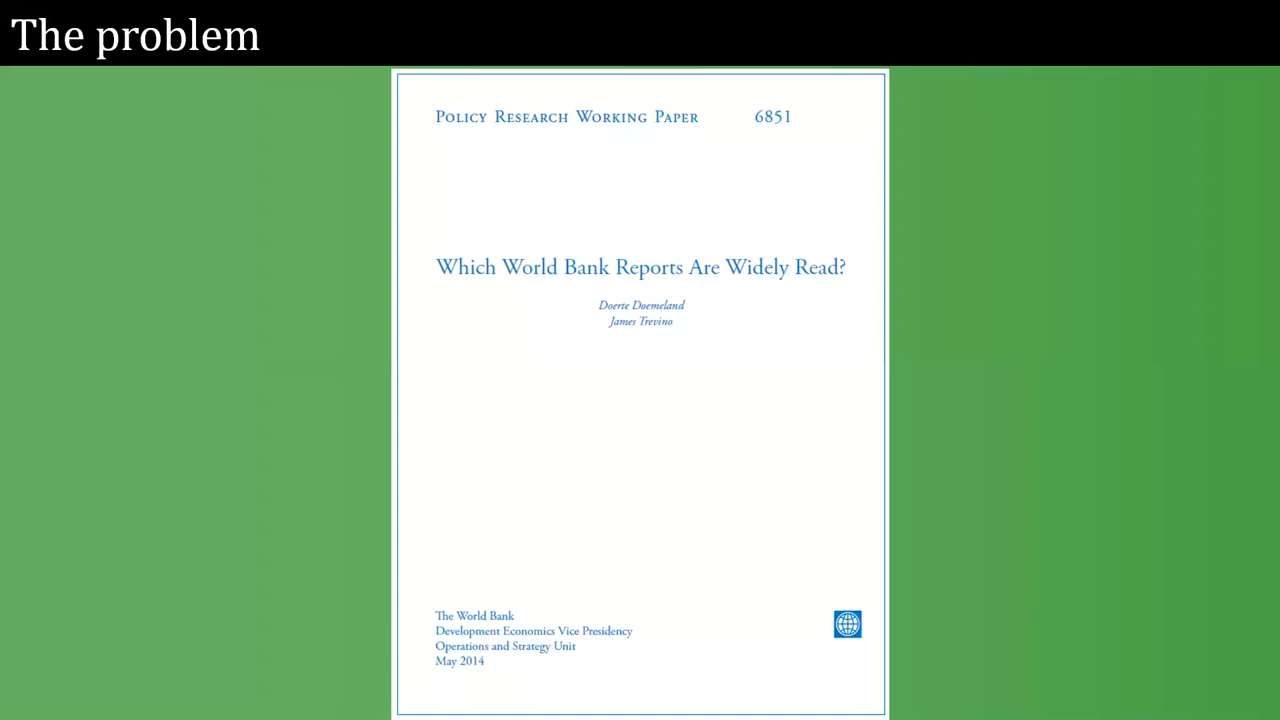 The problem
Policy Research Working Paper 6851
Which World Bank Reports Are Widely Read?
Doerte Doemeland
James Trevino
The World Bank
Development Economics Vice Presidency
Operations and Strategy Unit
May 2014